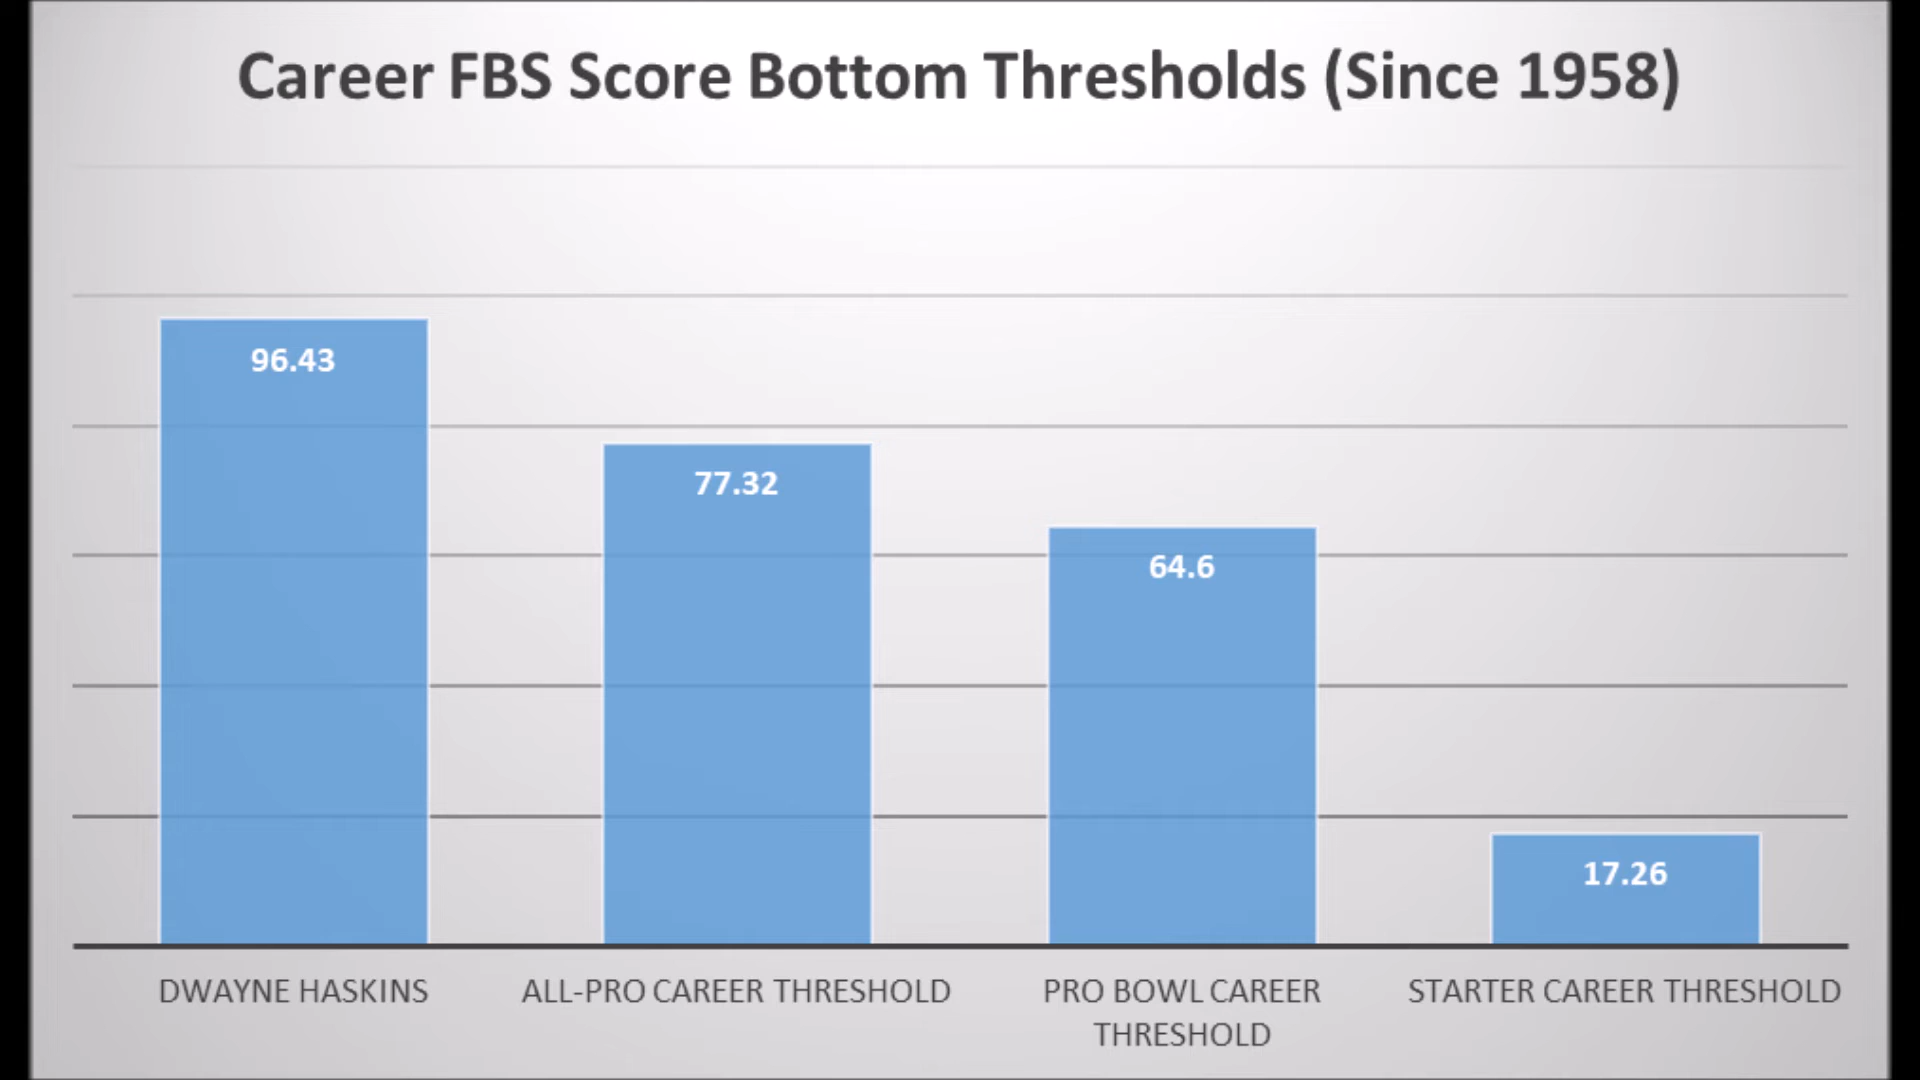 Career FBS Score Bottom Thresholds (Since 1958)
96.43
77.32
64.6
17.26
DWAYNE HASKINS
ALL-PRO CAREER THRESHOLD
PRO BOWL CAREER
THRESHOLD
STARTER CAREER THRESHOLD